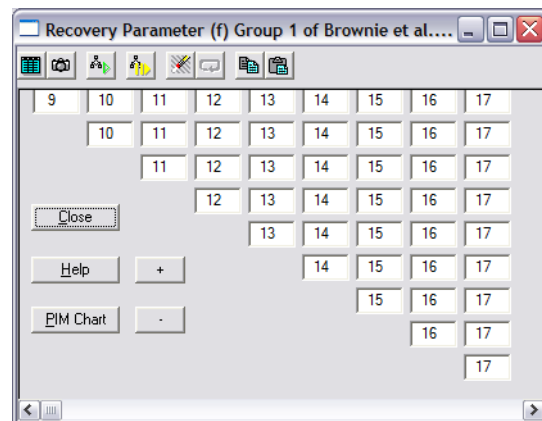 Recovery Parameter (f) Group 1 of Brownie et al....
9 10 11 12 13 14 15 16 17
10 11 12 13 14 15 16 17
11 12 13 14 15 16 17
12 13 14 15 16 17
Close
13 14 15 16 17
Help + 14 15 16 17
15 16 17
PIM Chart -
16 17
17